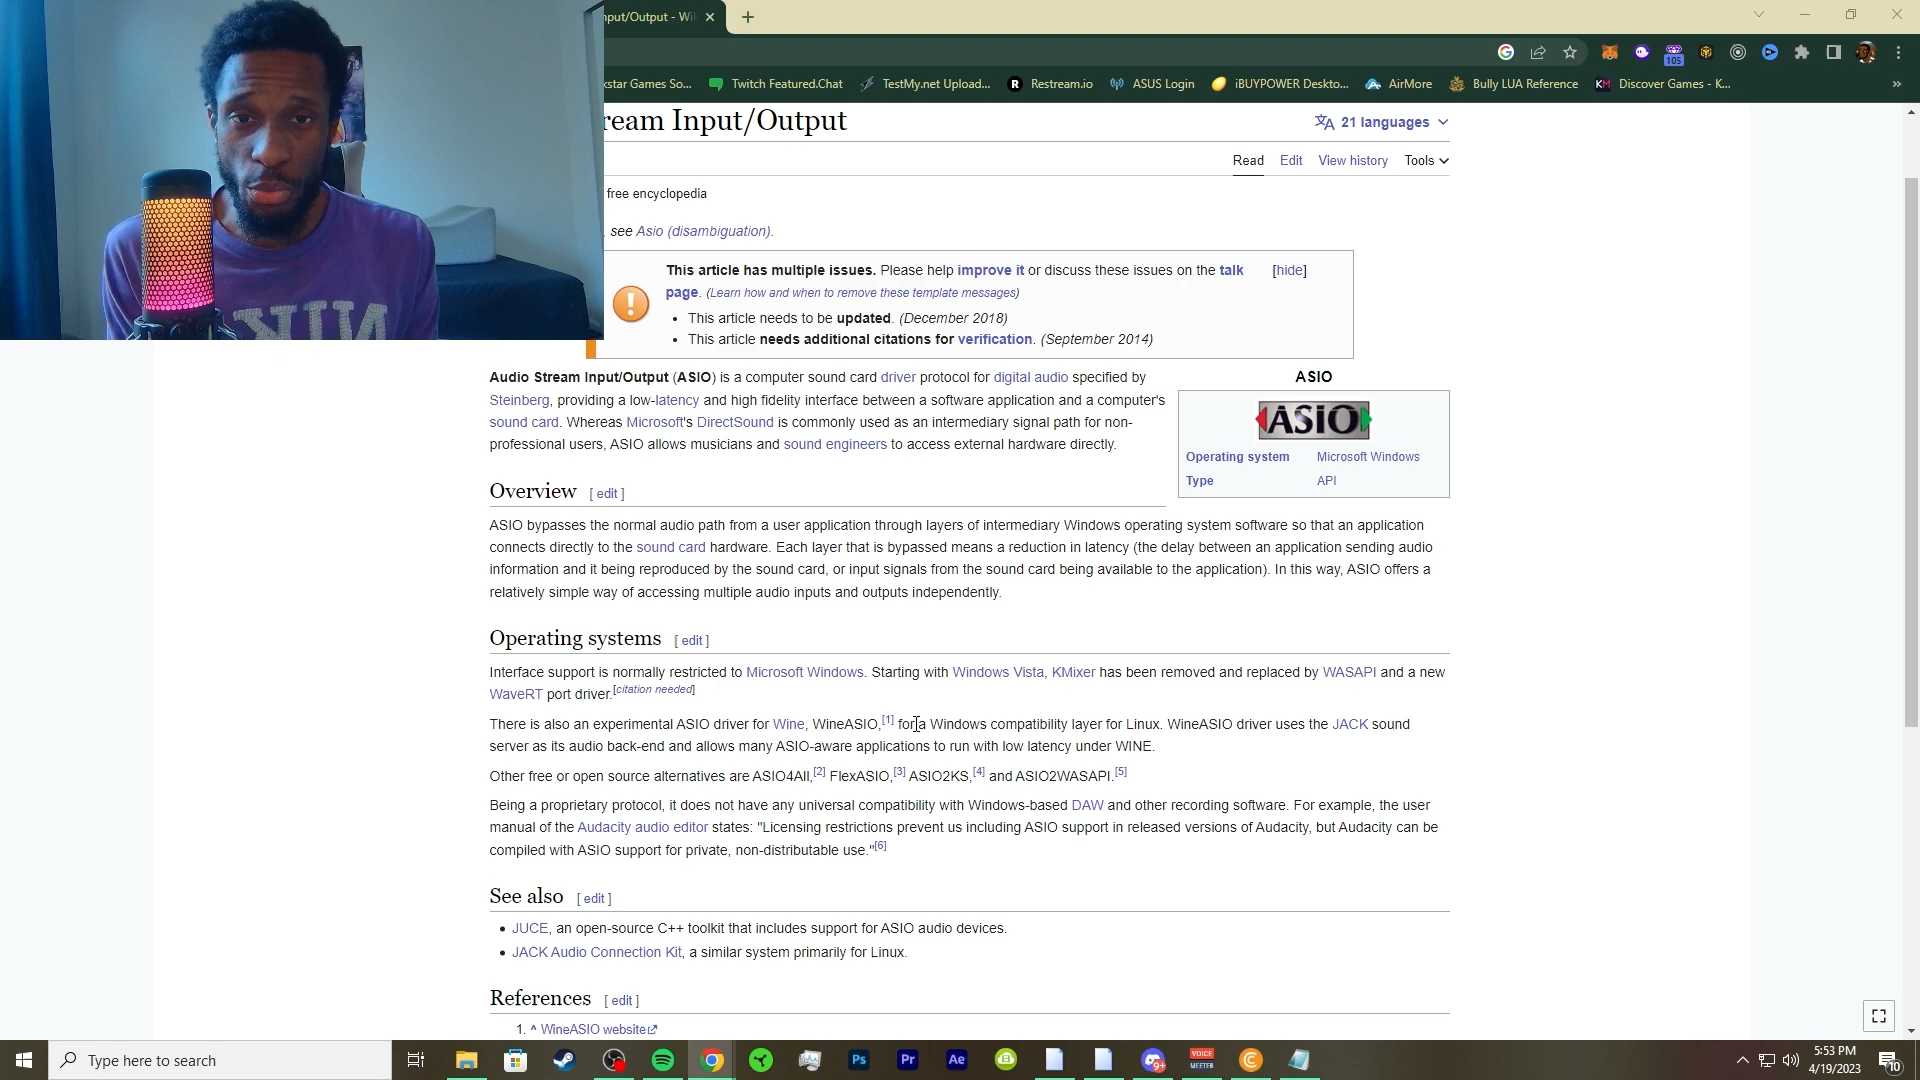 nput/Output - Wi
105
kstar Games So...
Twitch Featured.Chat
TestMy.net Upload...
Restream.io
ASUS Login
iBUYPOWER Deskto...
AirMore
Bully LUA Reference
Discover Games - K...
ream Input/Output
21 languages
Read Edit View history Tools
free encyclopedia
, see Asio (disambiguation).
This article has multiple issues. Please help improve it or discuss these issues on the talk [hide]
page. (Learn how and when to remove these template messages)
• This article needs to be updated. (December 2018)
• This article needs additional citations for verification. (September 2014)
Audio Stream Input/Output (ASIO) is a computer sound card driver protocol for digital audio specified by
Steinberg, providing a low-latency and high fidelity interface between a software application and a computer's
sound card. Whereas Microsoft's DirectSound is commonly used as an intermediary signal path for non-
professional users, ASIO allows musicians and sound engineers to access external hardware directly.
ASIO
ASIO
Operating system Microsoft Windows
Type API
Overview [ edit ]
ASIO bypasses the normal audio path from a user application through layers of intermediary Windows operating system software so that an application
connects directly to the sound card hardware. Each layer that is bypassed means a reduction in latency (the delay between an application sending audio
information and it being reproduced by the sound card, or input signals from the sound card being available to the application). In this way, ASIO offers a
relatively simple way of accessing multiple audio inputs and outputs independently.
Operating systems [ edit ]
Interface support is normally restricted to Microsoft Windows. Starting with Windows Vista, KMixer has been removed and replaced by WASAPI and a new
WaveRT port driver.[citation needed]
There is also an experimental ASIO driver for Wine, WineASIO,[1] for a Windows compatibility layer for Linux. WineASIO driver uses the JACK sound
server as its audio back-end and allows many ASIO-aware applications to run with low latency under WINE.
Other free or open source alternatives are ASIO4All,[2] FlexASIO,[3] ASIO2KS,[4] and ASIO2WASAPI.[5]
Being a proprietary protocol, it does not have any universal compatibility with Windows-based DAW and other recording software. For example, the user
manual of the Audacity audio editor states: "Licensing restrictions prevent us including ASIO support in released versions of Audacity, but Audacity can be
compiled with ASIO support for private, non-distributable use."[6]
See also [ edit ]
• JUCE, an open-source C++ toolkit that includes support for ASIO audio devices.
• JACK Audio Connection Kit, a similar system primarily for Linux.
References [ edit ]
1. ^ WineASIO website
Type here to search
Ps
Pr
Ae
9+
VOICE
MEETER
5:53 PM
4/19/2023
10